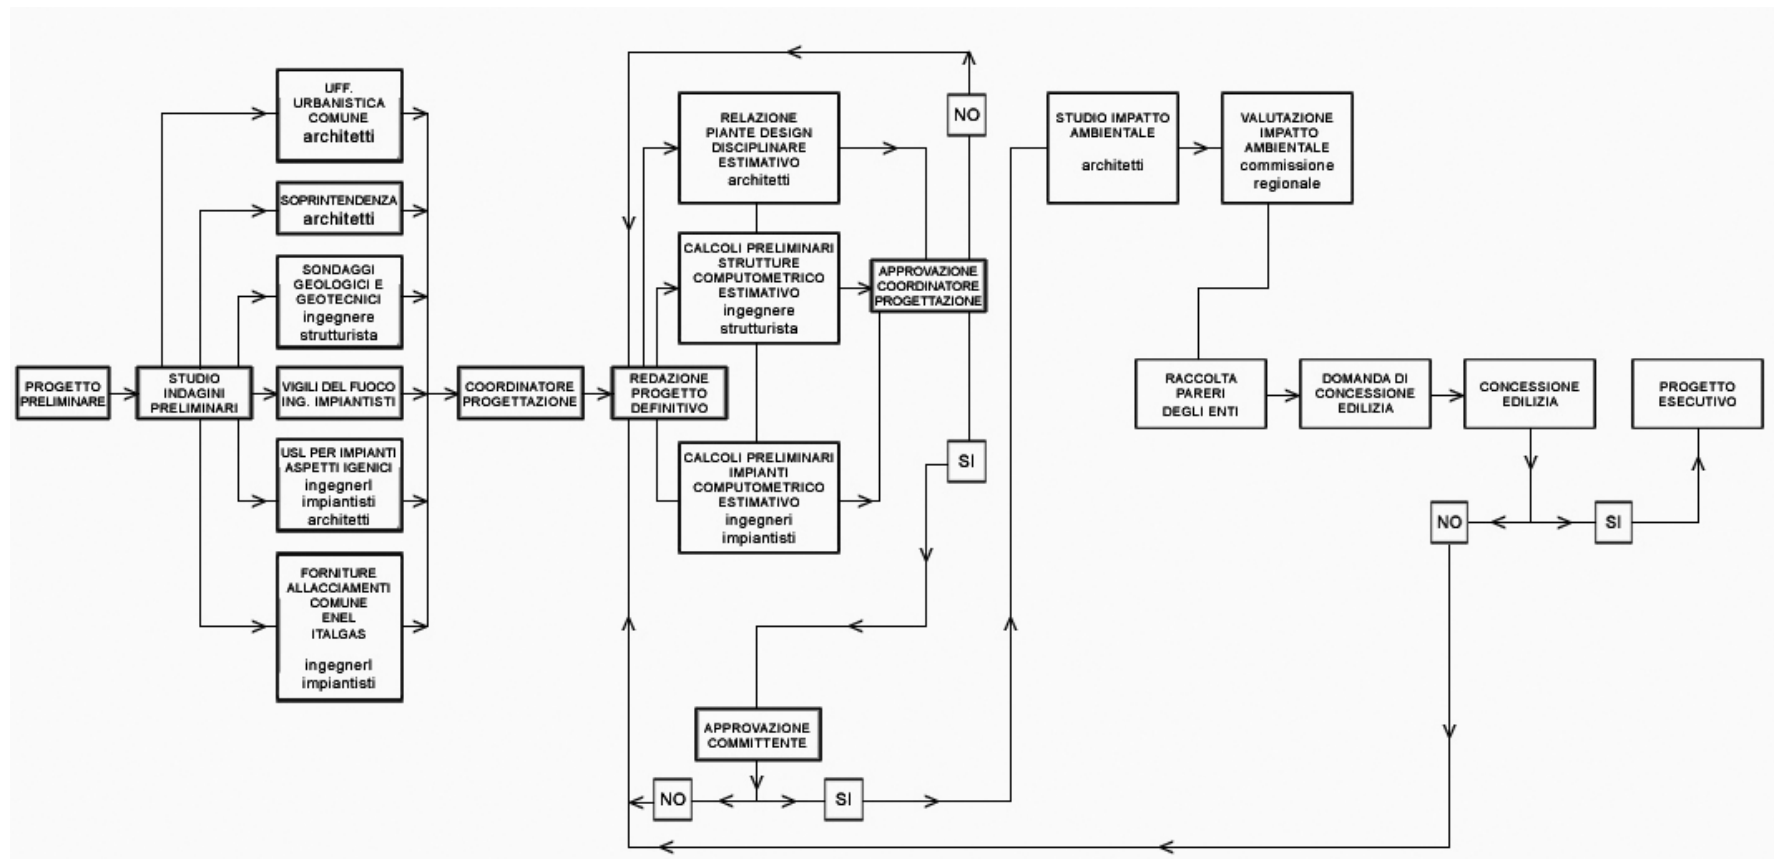 PROGETTO
PRELIMINARE
STUDIO
INDAGINI
PRELIMINARI
UFF.
URBANISTICA
COMUNE
architetti
SOPRINTENDENZA
architetti
SONDAGGI
GEOLOGICI E
GEOTECNICI
ingegnere
strutturista
VIGILI DEL FUOCO
ING. IMPIANTISTI
USL PER IMPIANTI
ASPETTI IGENICI
ingegnerI
impiantisti
architetti
FORNITURE
ALLACCIAMENTI
COMUNE
ENEL
ITALGAS
ingegnerI
impiantisti
COORDINATORE
PROGETTAZIONE
REDAZIONE
PROGETTO
DEFINITIVO
RELAZIONE
PIANTE DESIGN
DISCIPLINARE
ESTIMATIVO
architetti
CALCOLI PRELIMINARI
STRUTTURE
COMPUTOMETRICO
ESTIMATIVO
ingegnere
strutturista
CALCOLI PRELIMINARI
IMPIANTI
COMPUTOMETRICO
ESTIMATIVO
ingegneri
impiantisti
NO
APPROVAZIONE
COORDINATORE
PROGETTAZIONE
SI
APPROVAZIONE
COMMITTENTE
NO
SI
STUDIO IMPATTO
AMBIENTALE
architetti
VALUTAZIONE
IMPATTO
AMBIENTALE
commissione
regionale
RACCOLTA
PARERI
DEGLI ENTI
DOMANDA DI
CONCESSIONE
EDILIZIA
CONCESSIONE
EDILIZIA
PROGETTO
ESECUTIVO
NO
SI